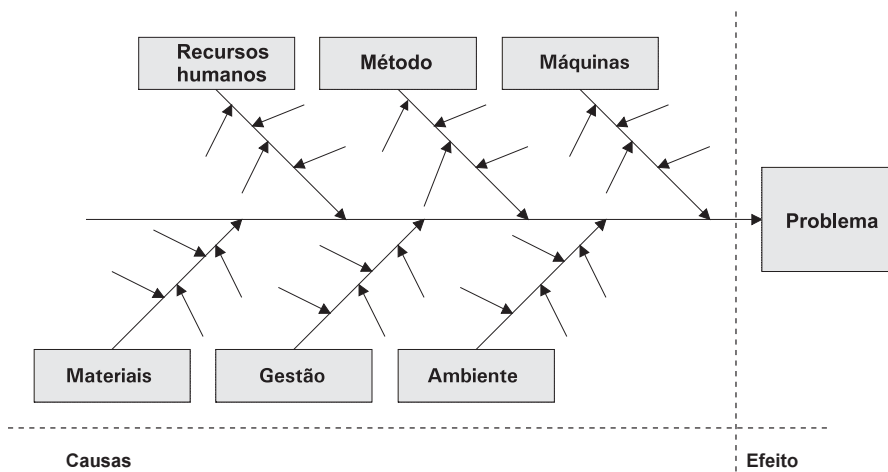 Recursos
humanos
Método
Máquinas
Problema
Materiais
Gestão
Ambiente
Causas
Efeito